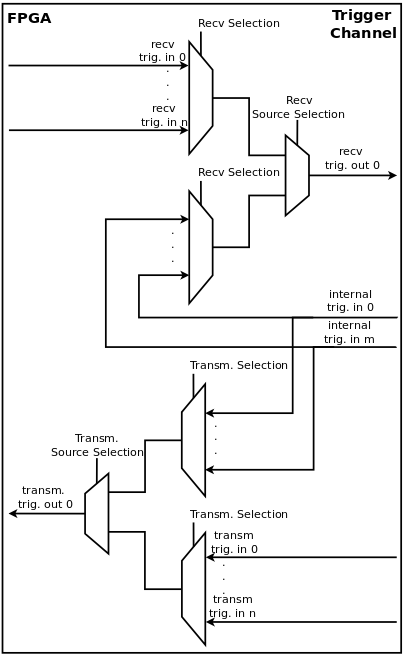 FPGA
Trigger
Channel
Recv Selection
recv
trig. in 0
.
.
.
recv
trig. in n
Recv
Source Selection
recv
trig. out 0
Recv Selection
.
.
.
internal
trig. in 0
internal
trig. in m
Transm. Selection
.
.
.
Transm.
Source Selection
transm.
trig. out 0
Transm. Selection
transm
trig. in 0
.
.
.
transm
trig. in n